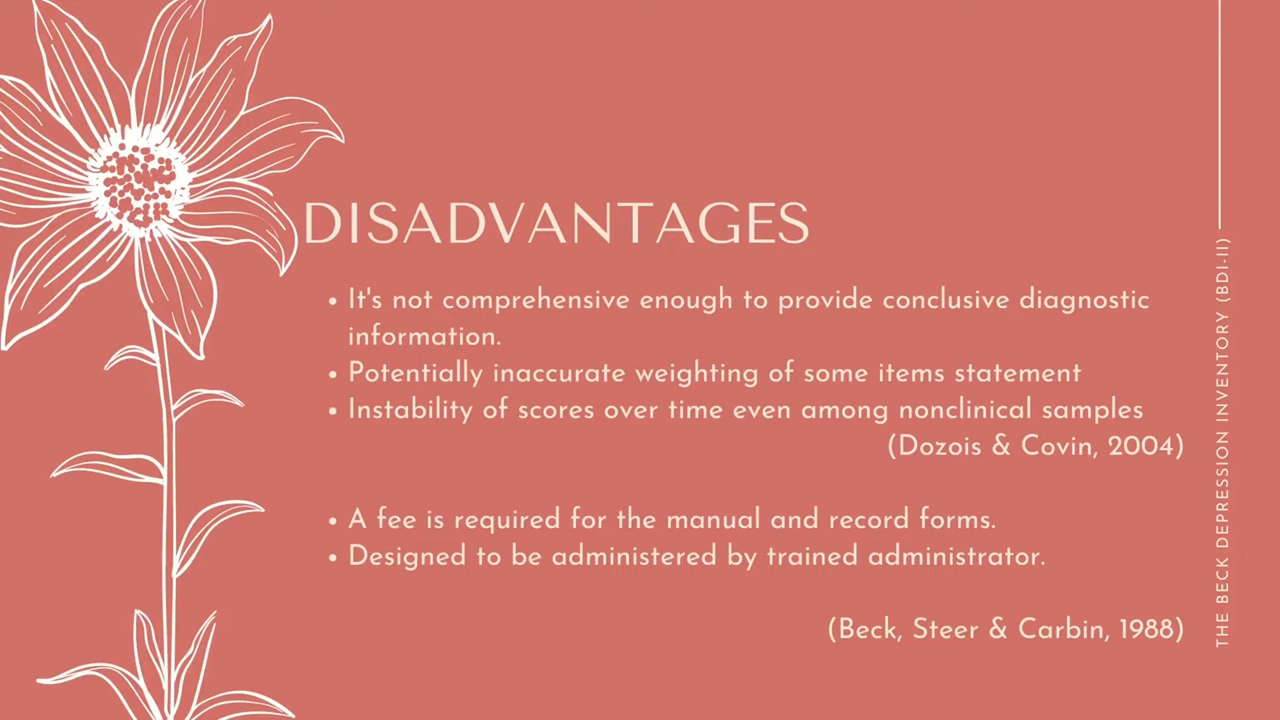 DISADVANTAGES
• It's not comprehensive enough to provide conclusive diagnostic
information.
• Potentially inaccurate weighting of some items statement
• Instability of scores over time even among nonclinical samples
(Dozois & Covin, 2004)
• A fee is required for the manual and record forms.
• Designed to be administered by trained administrator.
(Beck, Steer & Carbin, 1988)
THE BECK DEPRESSION INVENTORY (BDI-II)